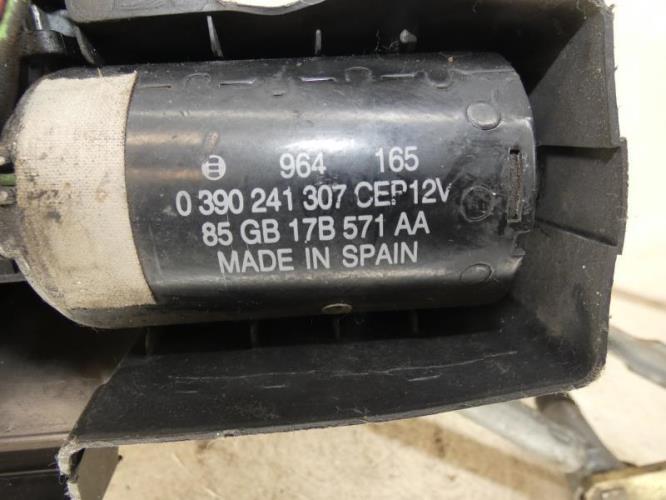 964 165
0 390 241 307 CEP12V
85 GB 17B 571 AA
MADE IN SPAIN